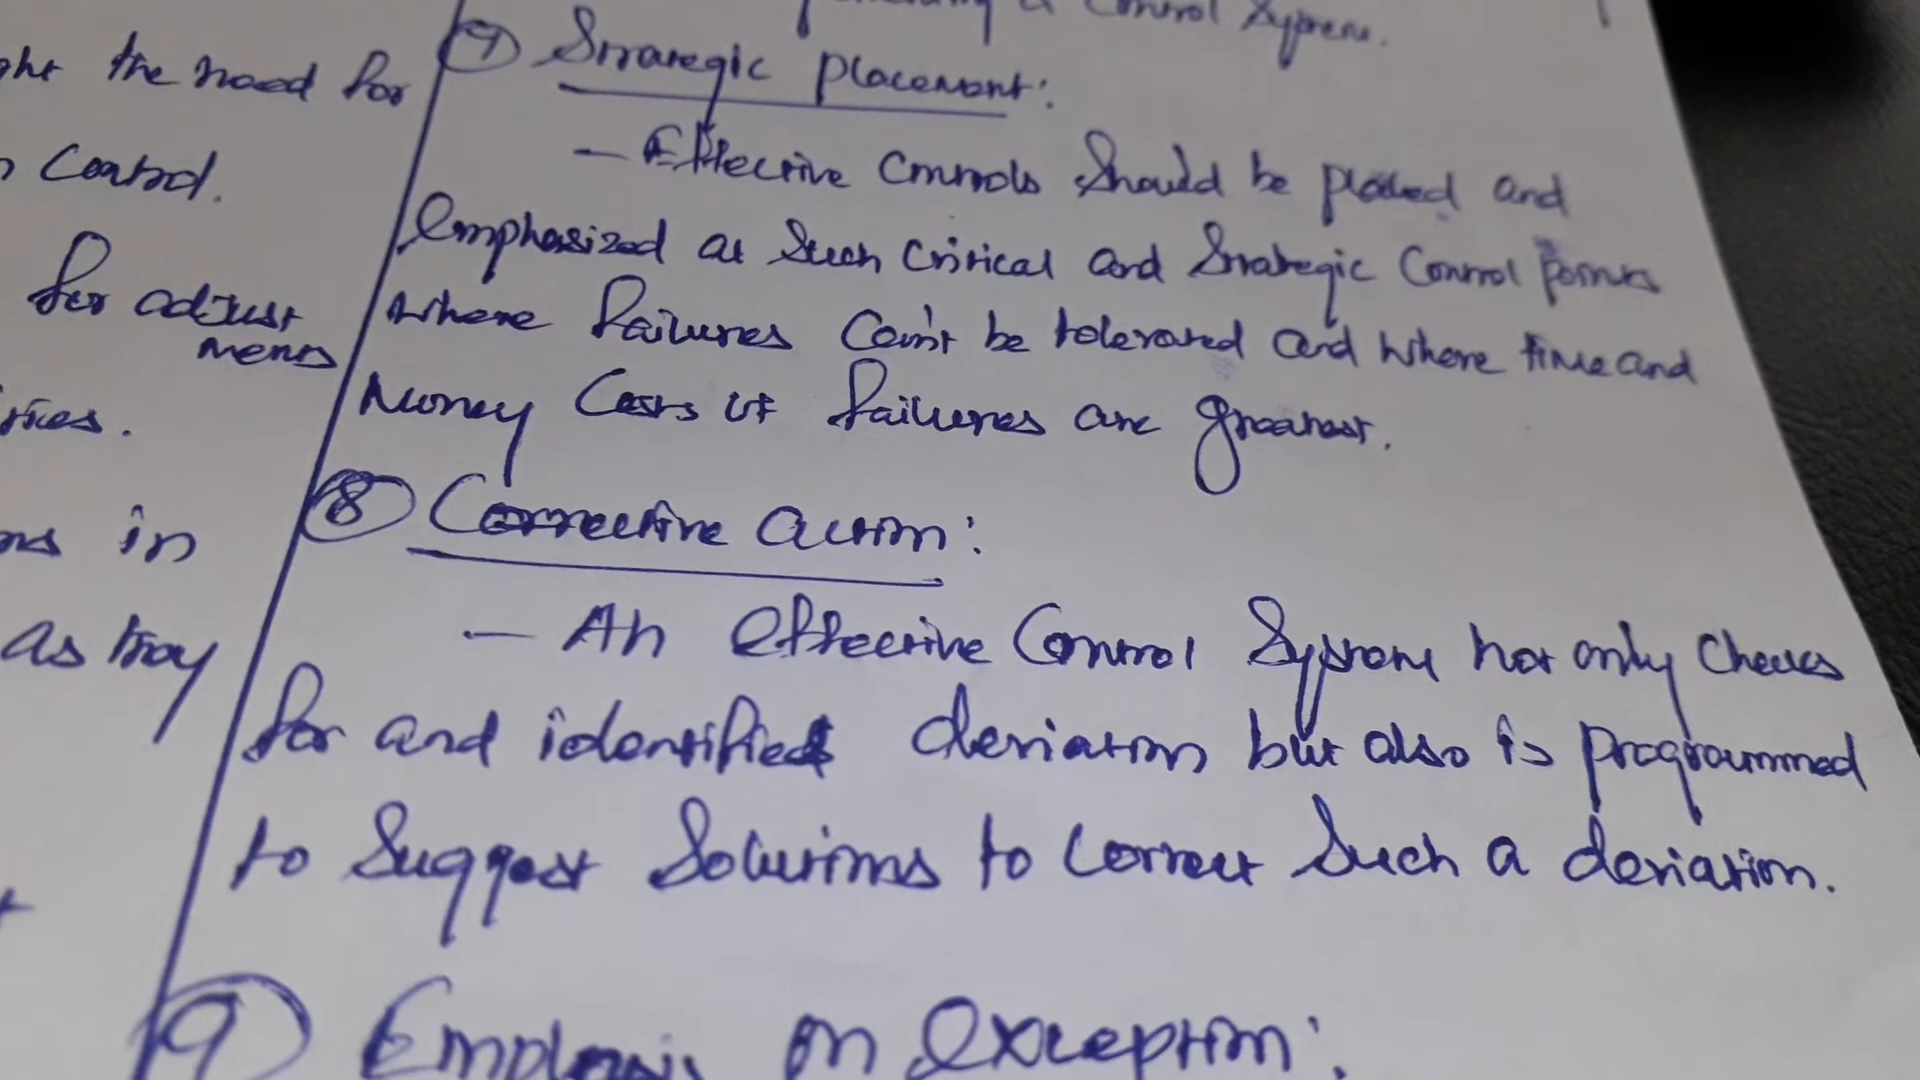 a Control System.
the need for
Control.
for adjust
ments
in
as they
⑦ Strategic placement:
- Effective Controls should be placed and
emphasized at such critical and Strategic Control points
where failures can't be tolerated and where time and
money costs of failures are greatest.
⑧ Corrective action:
- An effective Control System not only checks
for and identifies deviation but also is programmed
to suggest solutions to correct such a deviation.
⑨ Emphasis on exception: